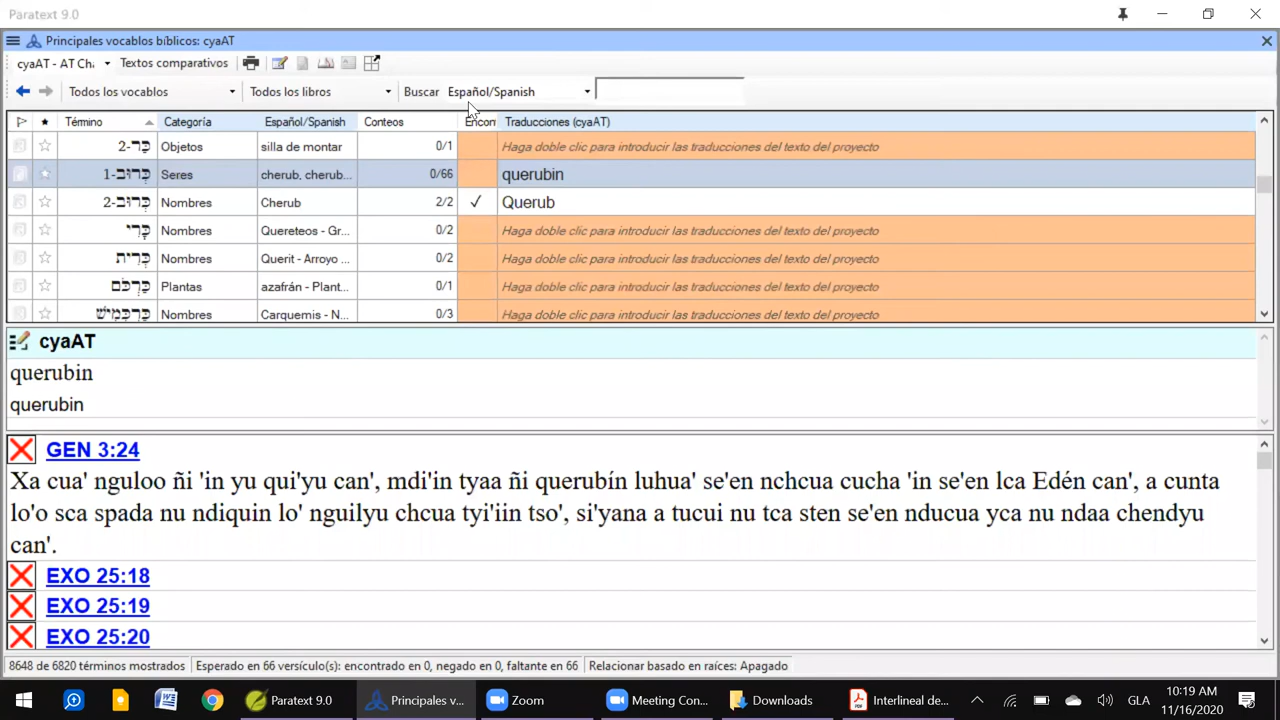 Paratext 9.0
Principales vocablos bíblicos: cyaAT
cyaAT - AT Cha Textos comparativos
Todos los vocablos Todos los libros Buscar Español/Spanish
Término Categoría Español/Spanish Conteos Encon Traducciones (cyaAT)
כַּר-2 Objetos silla de montar 0/1 Haga doble clic para introducir las traducciones del texto del proyecto
כְּרוּב-1 Seres cherub, cherub... 0/66 querubin
כְּרוּב-2 Nombres Cherub 2/2 ✓ Querub
כָּרִי Nombres Quereteos - Gr... 0/2 Haga doble clic para introducir las traducciones del texto del proyecto
כְּרִית Nombres Querit - Arroyo ... 0/2 Haga doble clic para introducir las traducciones del texto del proyecto
כַּרְכֹּם Plantas azafrán - Plant... 0/1 Haga doble clic para introducir las traducciones del texto del proyecto
כַּרְכְּמִישׁ Nombres Carquemis - N... 0/3 Haga doble clic para introducir las traducciones del texto del proyecto
cyaAT
querubin
querubin
GEN 3:24
Xa cua' nguloo ñi 'in yu qui'yu can', mdi'in tyaa ñi querubín luhua' se'en nchcua cucha 'in se'en lca Edén can', a cunta
lo'o sca spada nu ndiquin lo' nguilyu chcua tyi'iin tso', si'yana a tucui nu tca sten se'en nducua yca nu ndaa chendyu
can'.
EXO 25:18
EXO 25:19
EXO 25:20
8648 de 6820 términos mostrados Esperado en 66 versículo(s): encontrado en 0, negado en 0, faltante en 66 Relacionar basado en raíces: Apagado
Paratext 9.0 Principales v... Zoom Meeting Con... Downloads Interlineal de... GLA 10:19 AM
11/16/2020